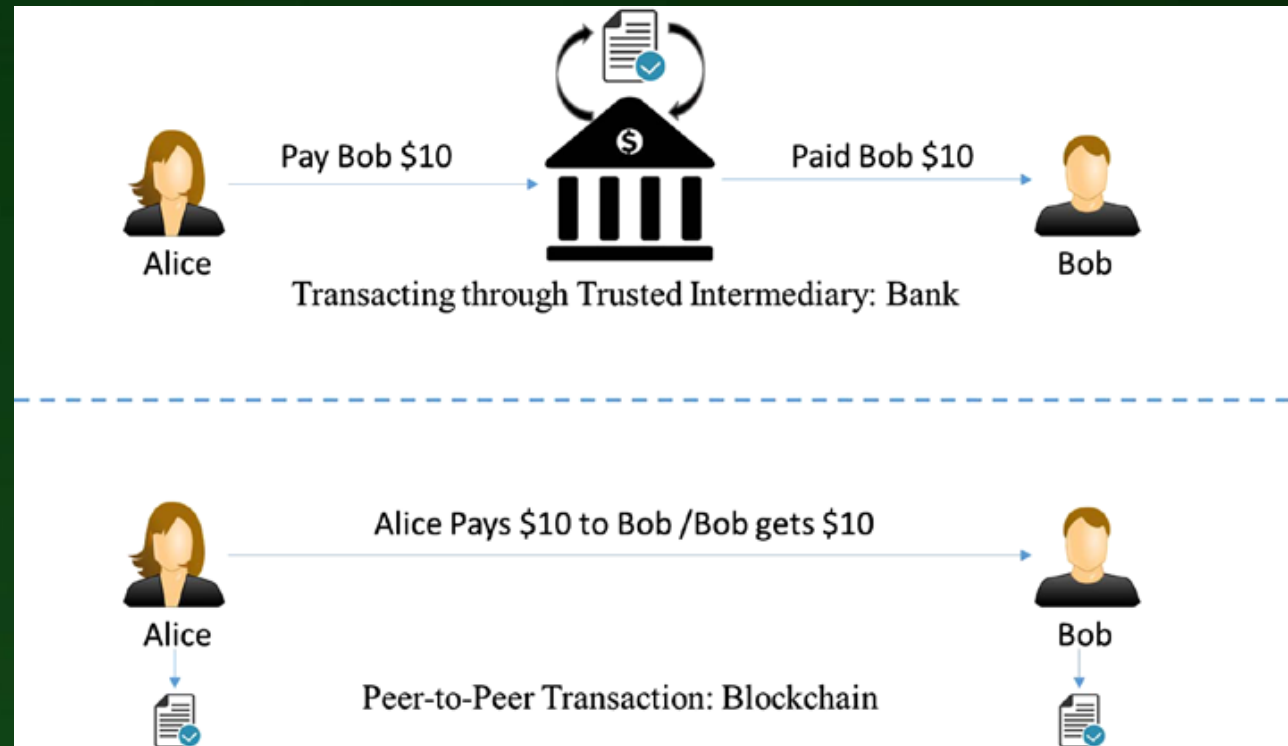 Pay Bob $10
$
Paid Bob $10
Alice
Bob
Transacting through Trusted Intermediary: Bank
Alice Pays $10 to Bob /Bob gets $10
Alice
Bob
Peer-to-Peer Transaction: Blockchain